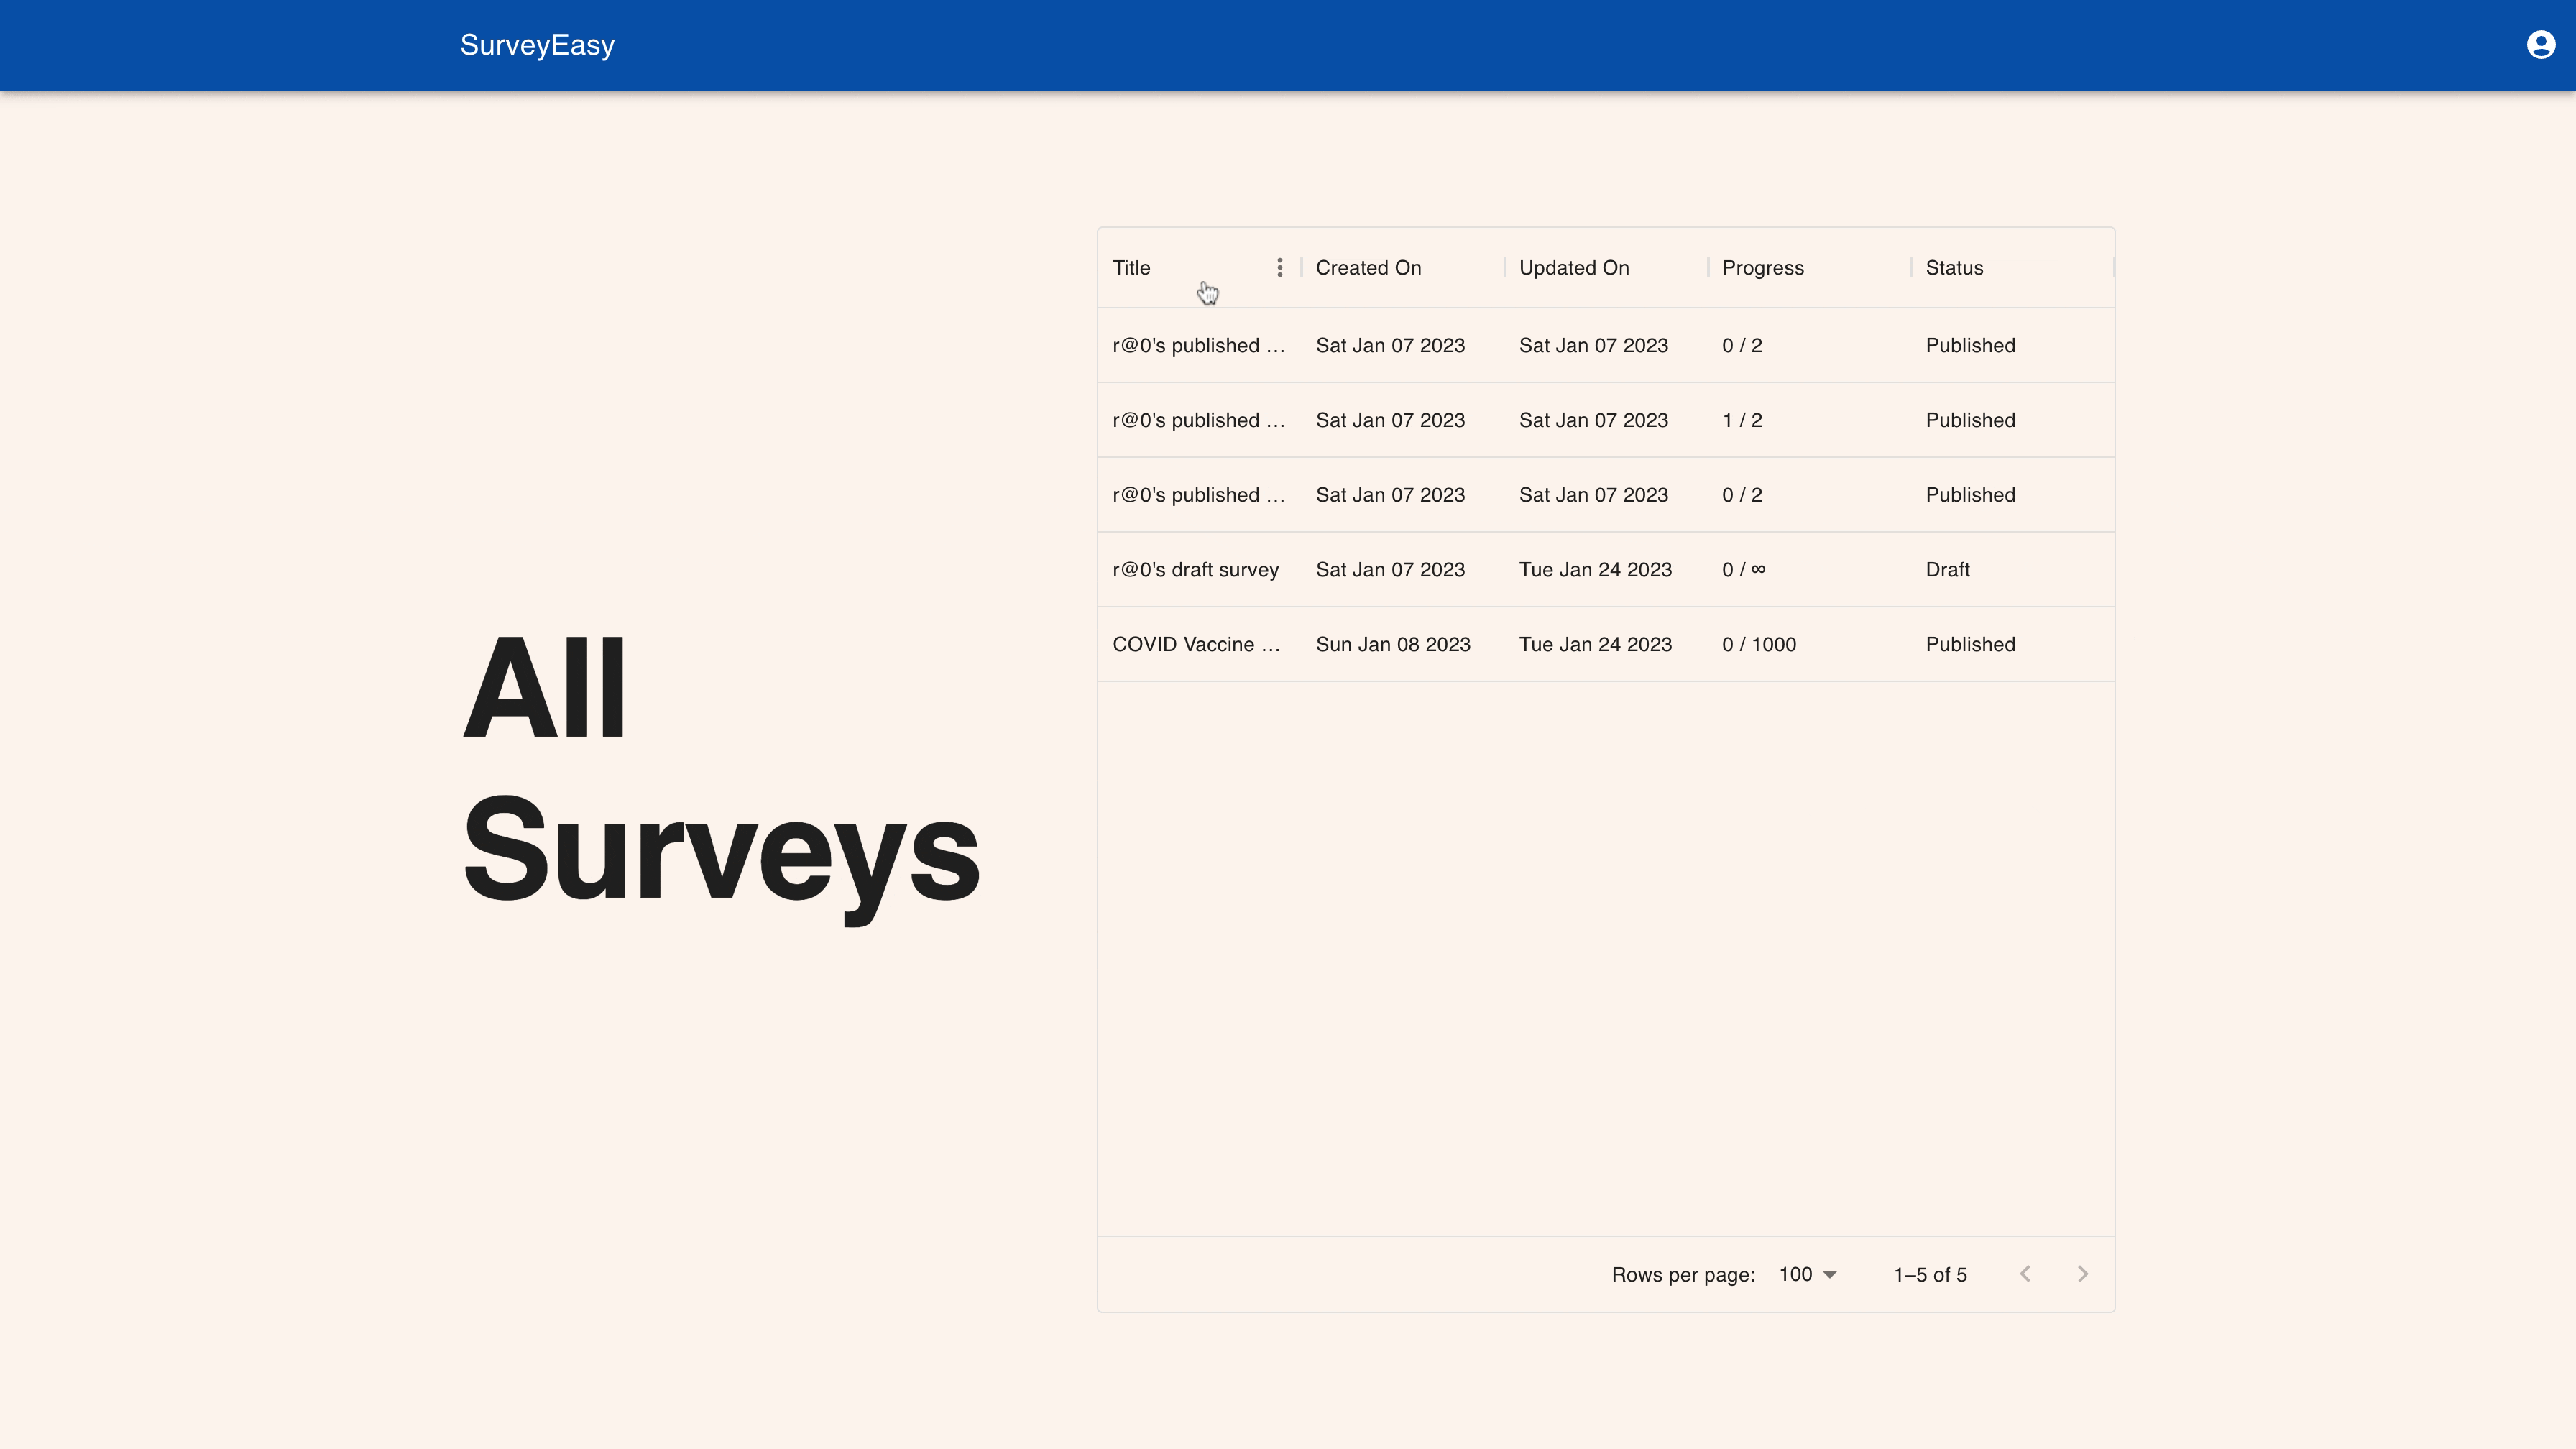 SurveyEasy
All
Surveys
Title Created On Updated On Progress Status
r@0's published ... Sat Jan 07 2023 Sat Jan 07 2023 0 / 2 Published
r@0's published ... Sat Jan 07 2023 Sat Jan 07 2023 1 / 2 Published
r@0's published ... Sat Jan 07 2023 Sat Jan 07 2023 0 / 2 Published
r@0's draft survey Sat Jan 07 2023 Tue Jan 24 2023 0 / ∞ Draft
COVID Vaccine ... Sun Jan 08 2023 Tue Jan 24 2023 0 / 1000 Published
Rows per page: 100 1–5 of 5